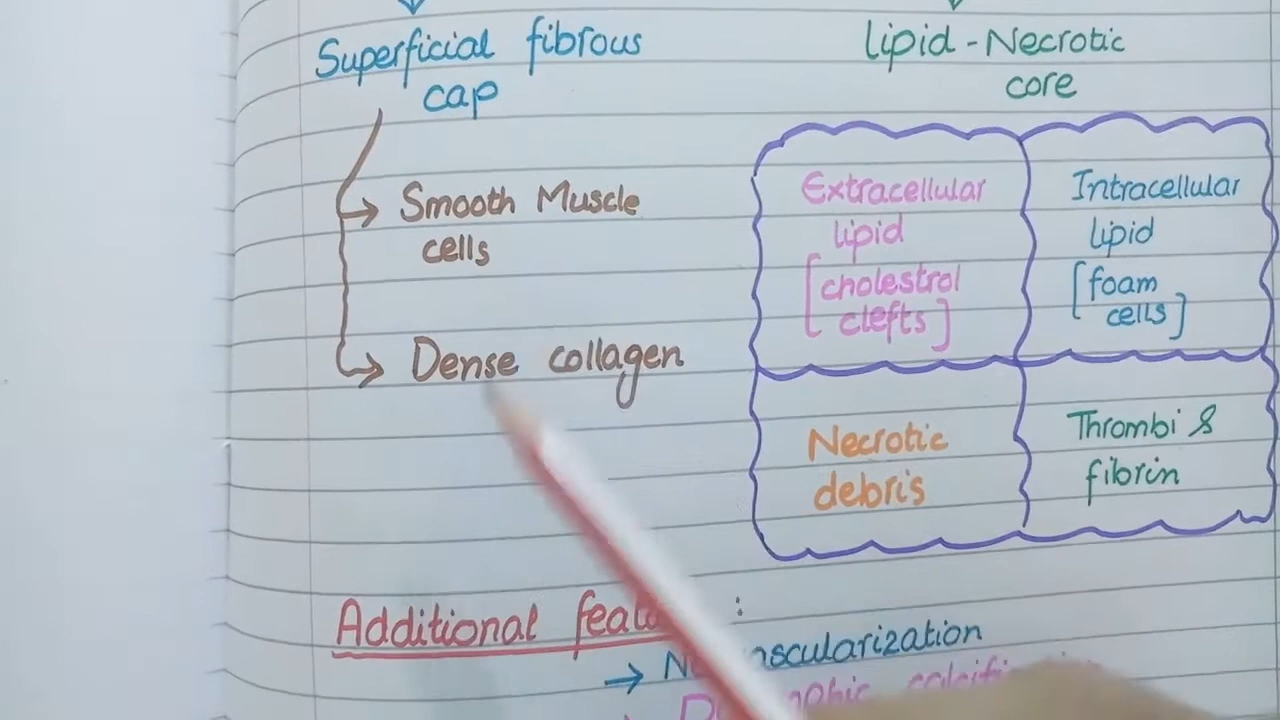 Superficial fibrous
cap
Smooth Muscle
cells
Dense collagen
lipid - Necrotic
core
Extracellular
lipid
[cholestrol
clefts]
Intracellular
lipid
[foam
cells]
Necrotic
debris
Thrombi &
fibrin
Additional :